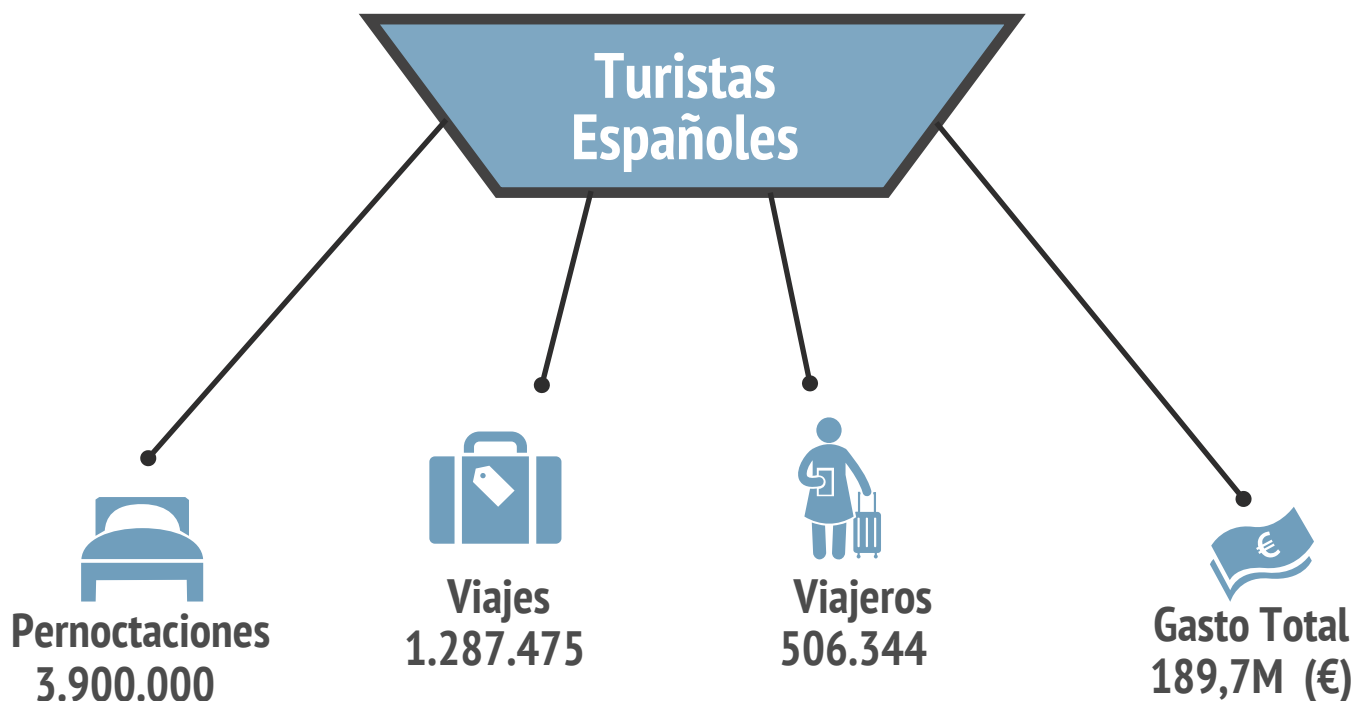 Turistas
Españoles
€
Pernoctaciones
3.900.000
Viajes
1.287.475
Viajeros
506.344
Gasto Total
189,7M (€)